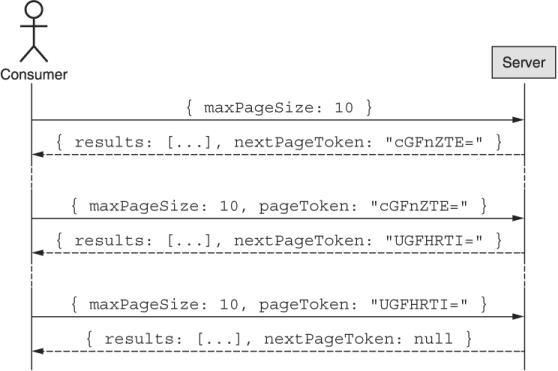 Consumer
Server
{ maxPageSize: 10 }
{ results: [...], nextPageToken: "cGFnZTE=" }
{ maxPageSize: 10, pageToken: "cGFnZTE=" }
{ results: [...], nextPageToken: "UGFHRTI=" }
{ maxPageSize: 10, pageToken: "UGFHRTI=" }
{ results: [...], nextPageToken: null }